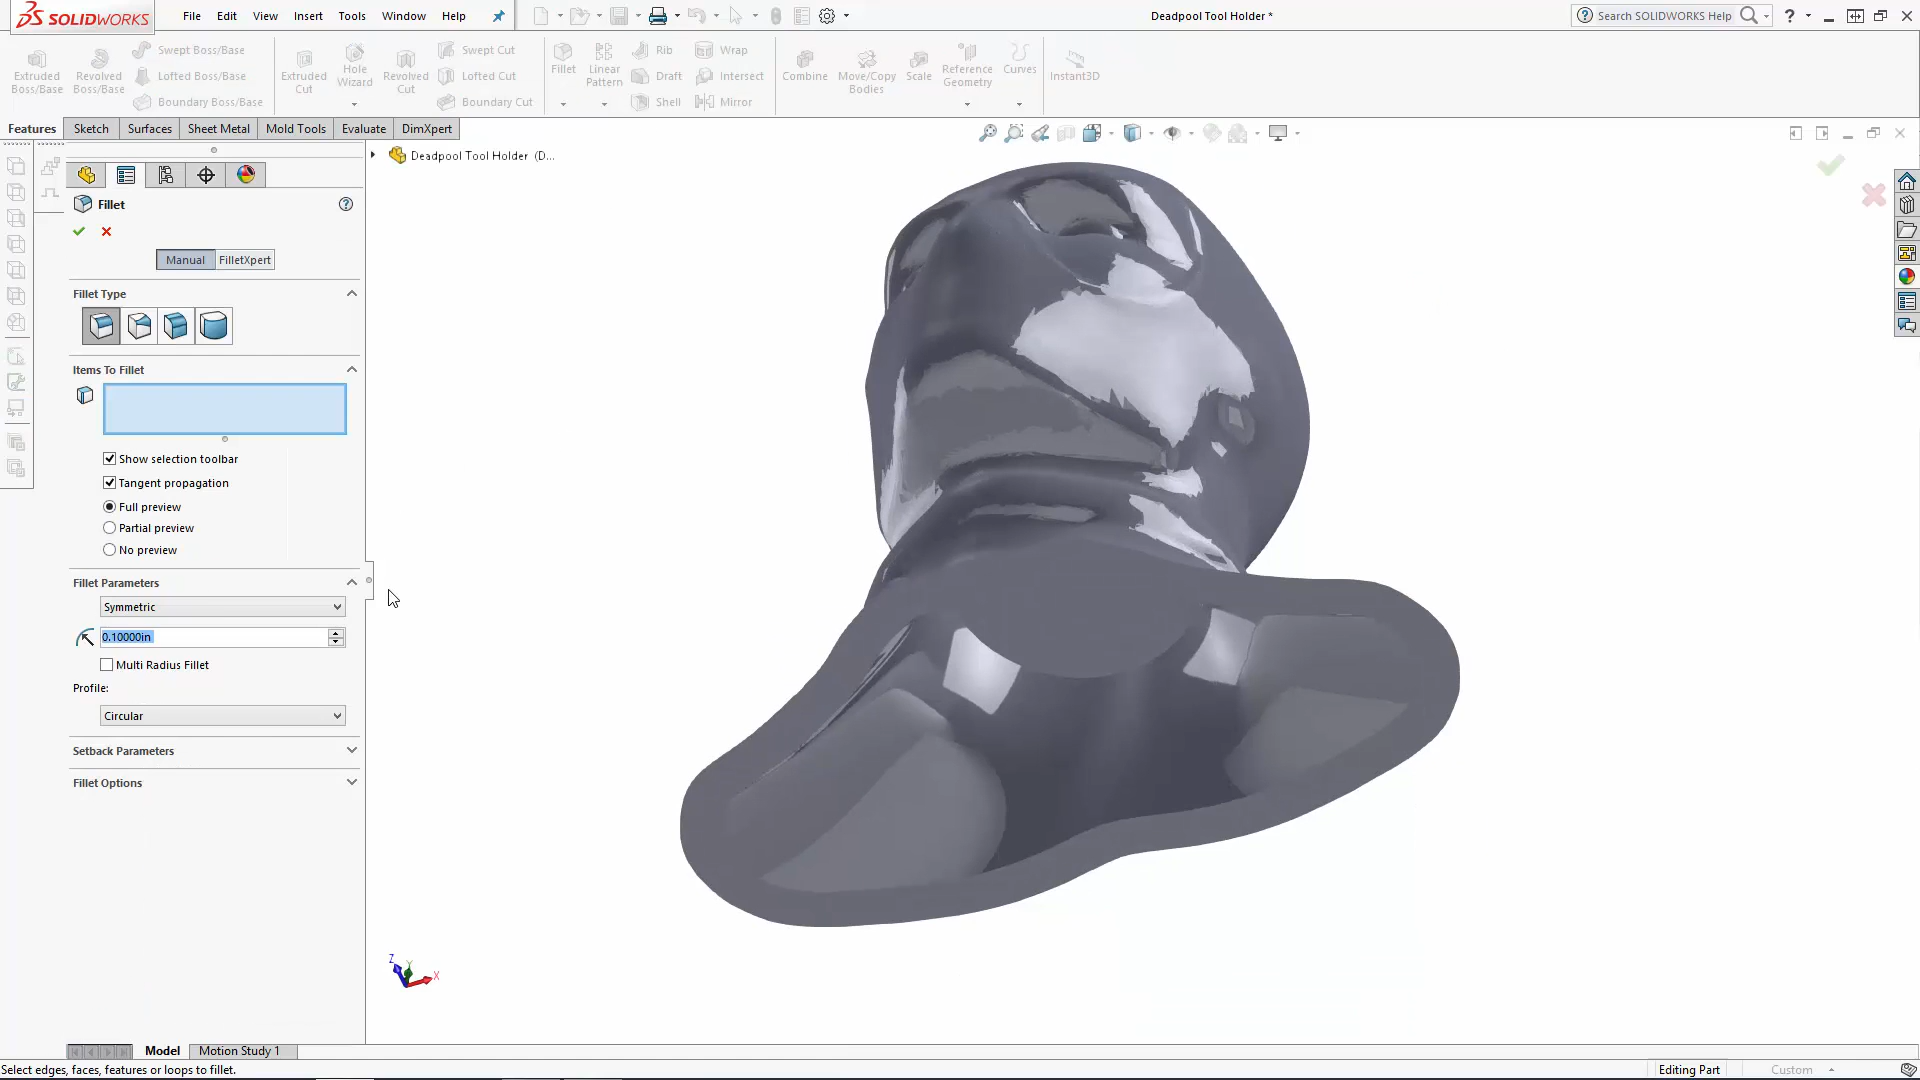 SOLIDWORKS
File Edit View Insert Tools Window Help
Deadpool Tool Holder *
Search SOLIDWORKS Help
Extruded Boss/Base
Revolved Boss/Base
Swept Boss/Base
Lofted Boss/Base
Boundary Boss/Base
Extruded Cut
Hole Wizard
Revolved Cut
Swept Cut
Lofted Cut
Boundary Cut
Fillet
Linear Pattern
Rib
Draft
Shell
Wrap
Intersect
Mirror
Combine
Move/Copy Bodies
Scale
Reference Geometry
Curves
Instant3D
Features Sketch Surfaces Sheet Metal Mold Tools Evaluate DimXpert
Deadpool Tool Holder (D...
Fillet
Manual FilletXpert
Fillet Type
Items To Fillet
Show selection toolbar
Tangent propagation
Full preview
Partial preview
No preview
Fillet Parameters
Symmetric
0.10000in
Multi Radius Fillet
Profile:
Circular
Setback Parameters
Fillet Options
Z Y X
Model Motion Study 1
Select edges, faces, features or loops to fillet.
Editing Part Custom